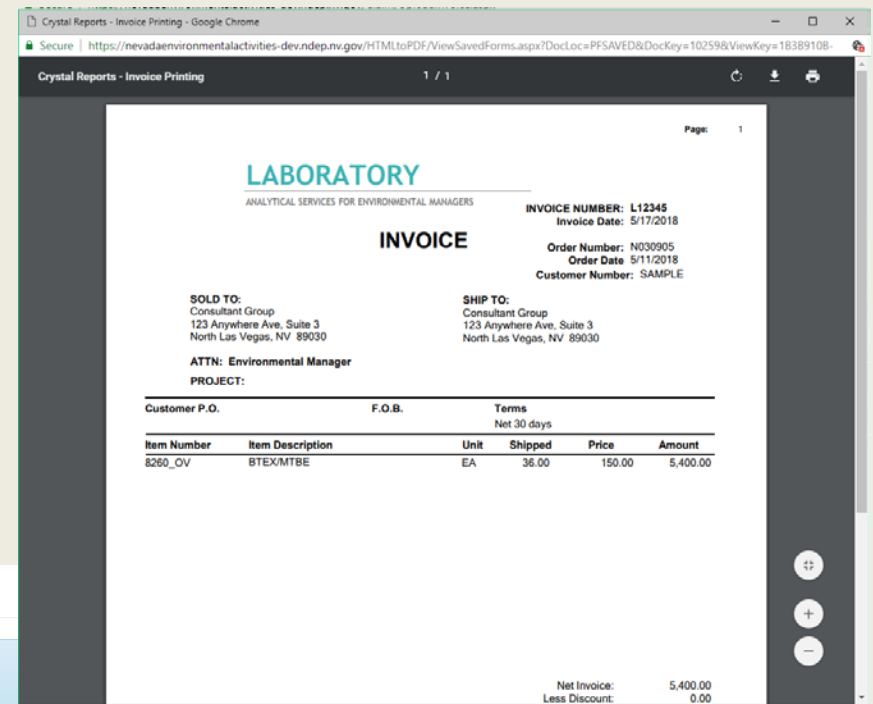 Crystal Reports - Invoice Printing - Google Chrome
Secure | https://nevadaenvironmentalactivities-dev.ndep.nv.gov/HTMLtoPDF/ViewSavedForms.aspx?DocLoc=PFSAVED&DocKey=10259&ViewKey=1838910B-
Crystal Reports - Invoice Printing 1 / 1
Page: 1
LABORATORY
ANALYTICAL SERVICES FOR ENVIRONMENTAL MANAGERS
INVOICE NUMBER: L12345
Invoice Date: 5/17/2018
INVOICE
Order Number: N030905
Order Date 5/11/2018
Customer Number: SAMPLE
SOLD TO: SHIP TO:
Consultant Group Consultant Group
123 Anywhere Ave, Suite 3 123 Anywhere Ave, Suite 3
North Las Vegas, NV 89030 North Las Vegas, NV 89030
ATTN: Environmental Manager
PROJECT:
Customer P.O. F.O.B. Terms
Net 30 days
Item Number Item Description Unit Shipped Price Amount
8260_OV BTEX/MTBE EA 36.00 150.00 5,400.00
Net Invoice: 5,400.00
Less Discount: 0.00